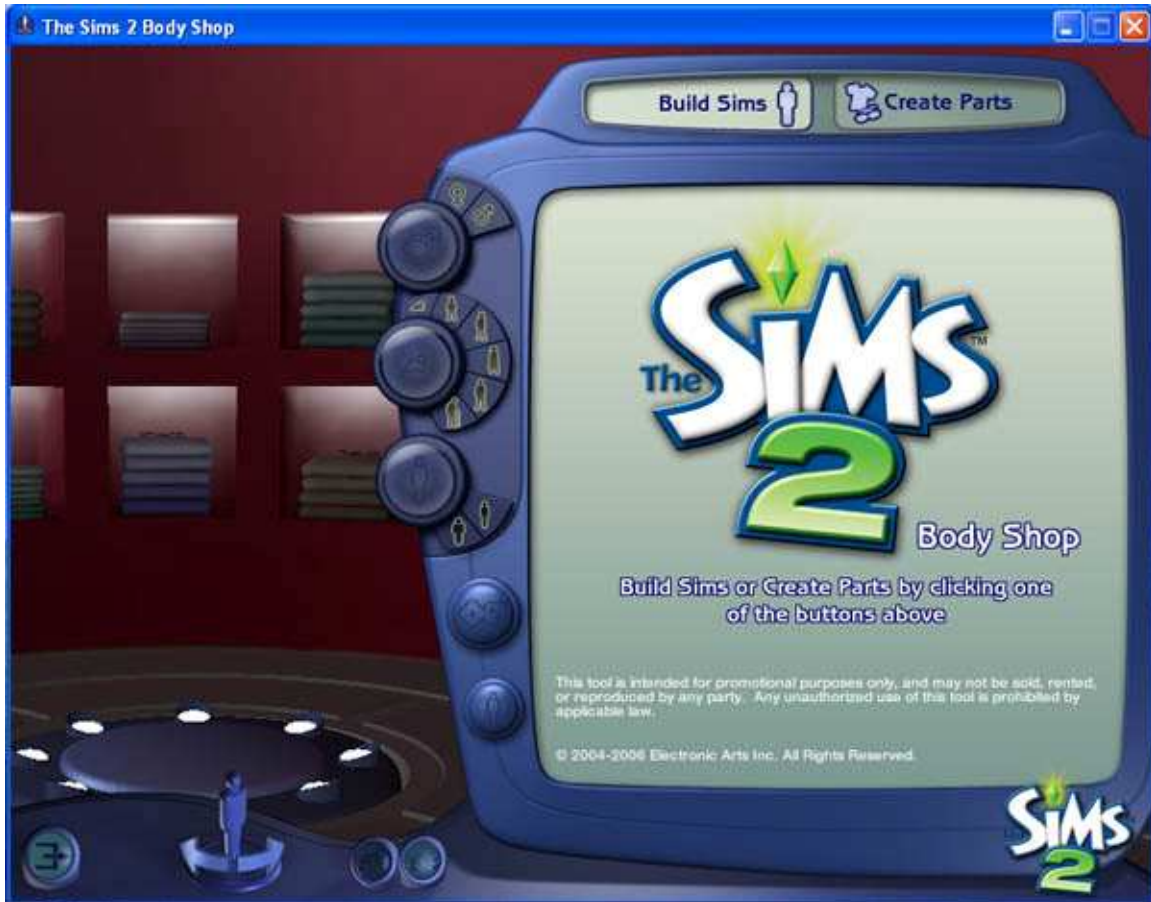 The Sims 2 Body Shop
Build Sims
Create Parts
The
SiMS
™
2
Body Shop
Build Sims or Create Parts by clicking one
of the buttons above
This tool is intended for promotional purposes only, and may not be sold, rented,
or reproduced by any party. Any unauthorized use of this tool is prohibited by
applicable law.
© 2004-2006 Electronic Arts Inc. All Rights Reserved.
SiMS
2